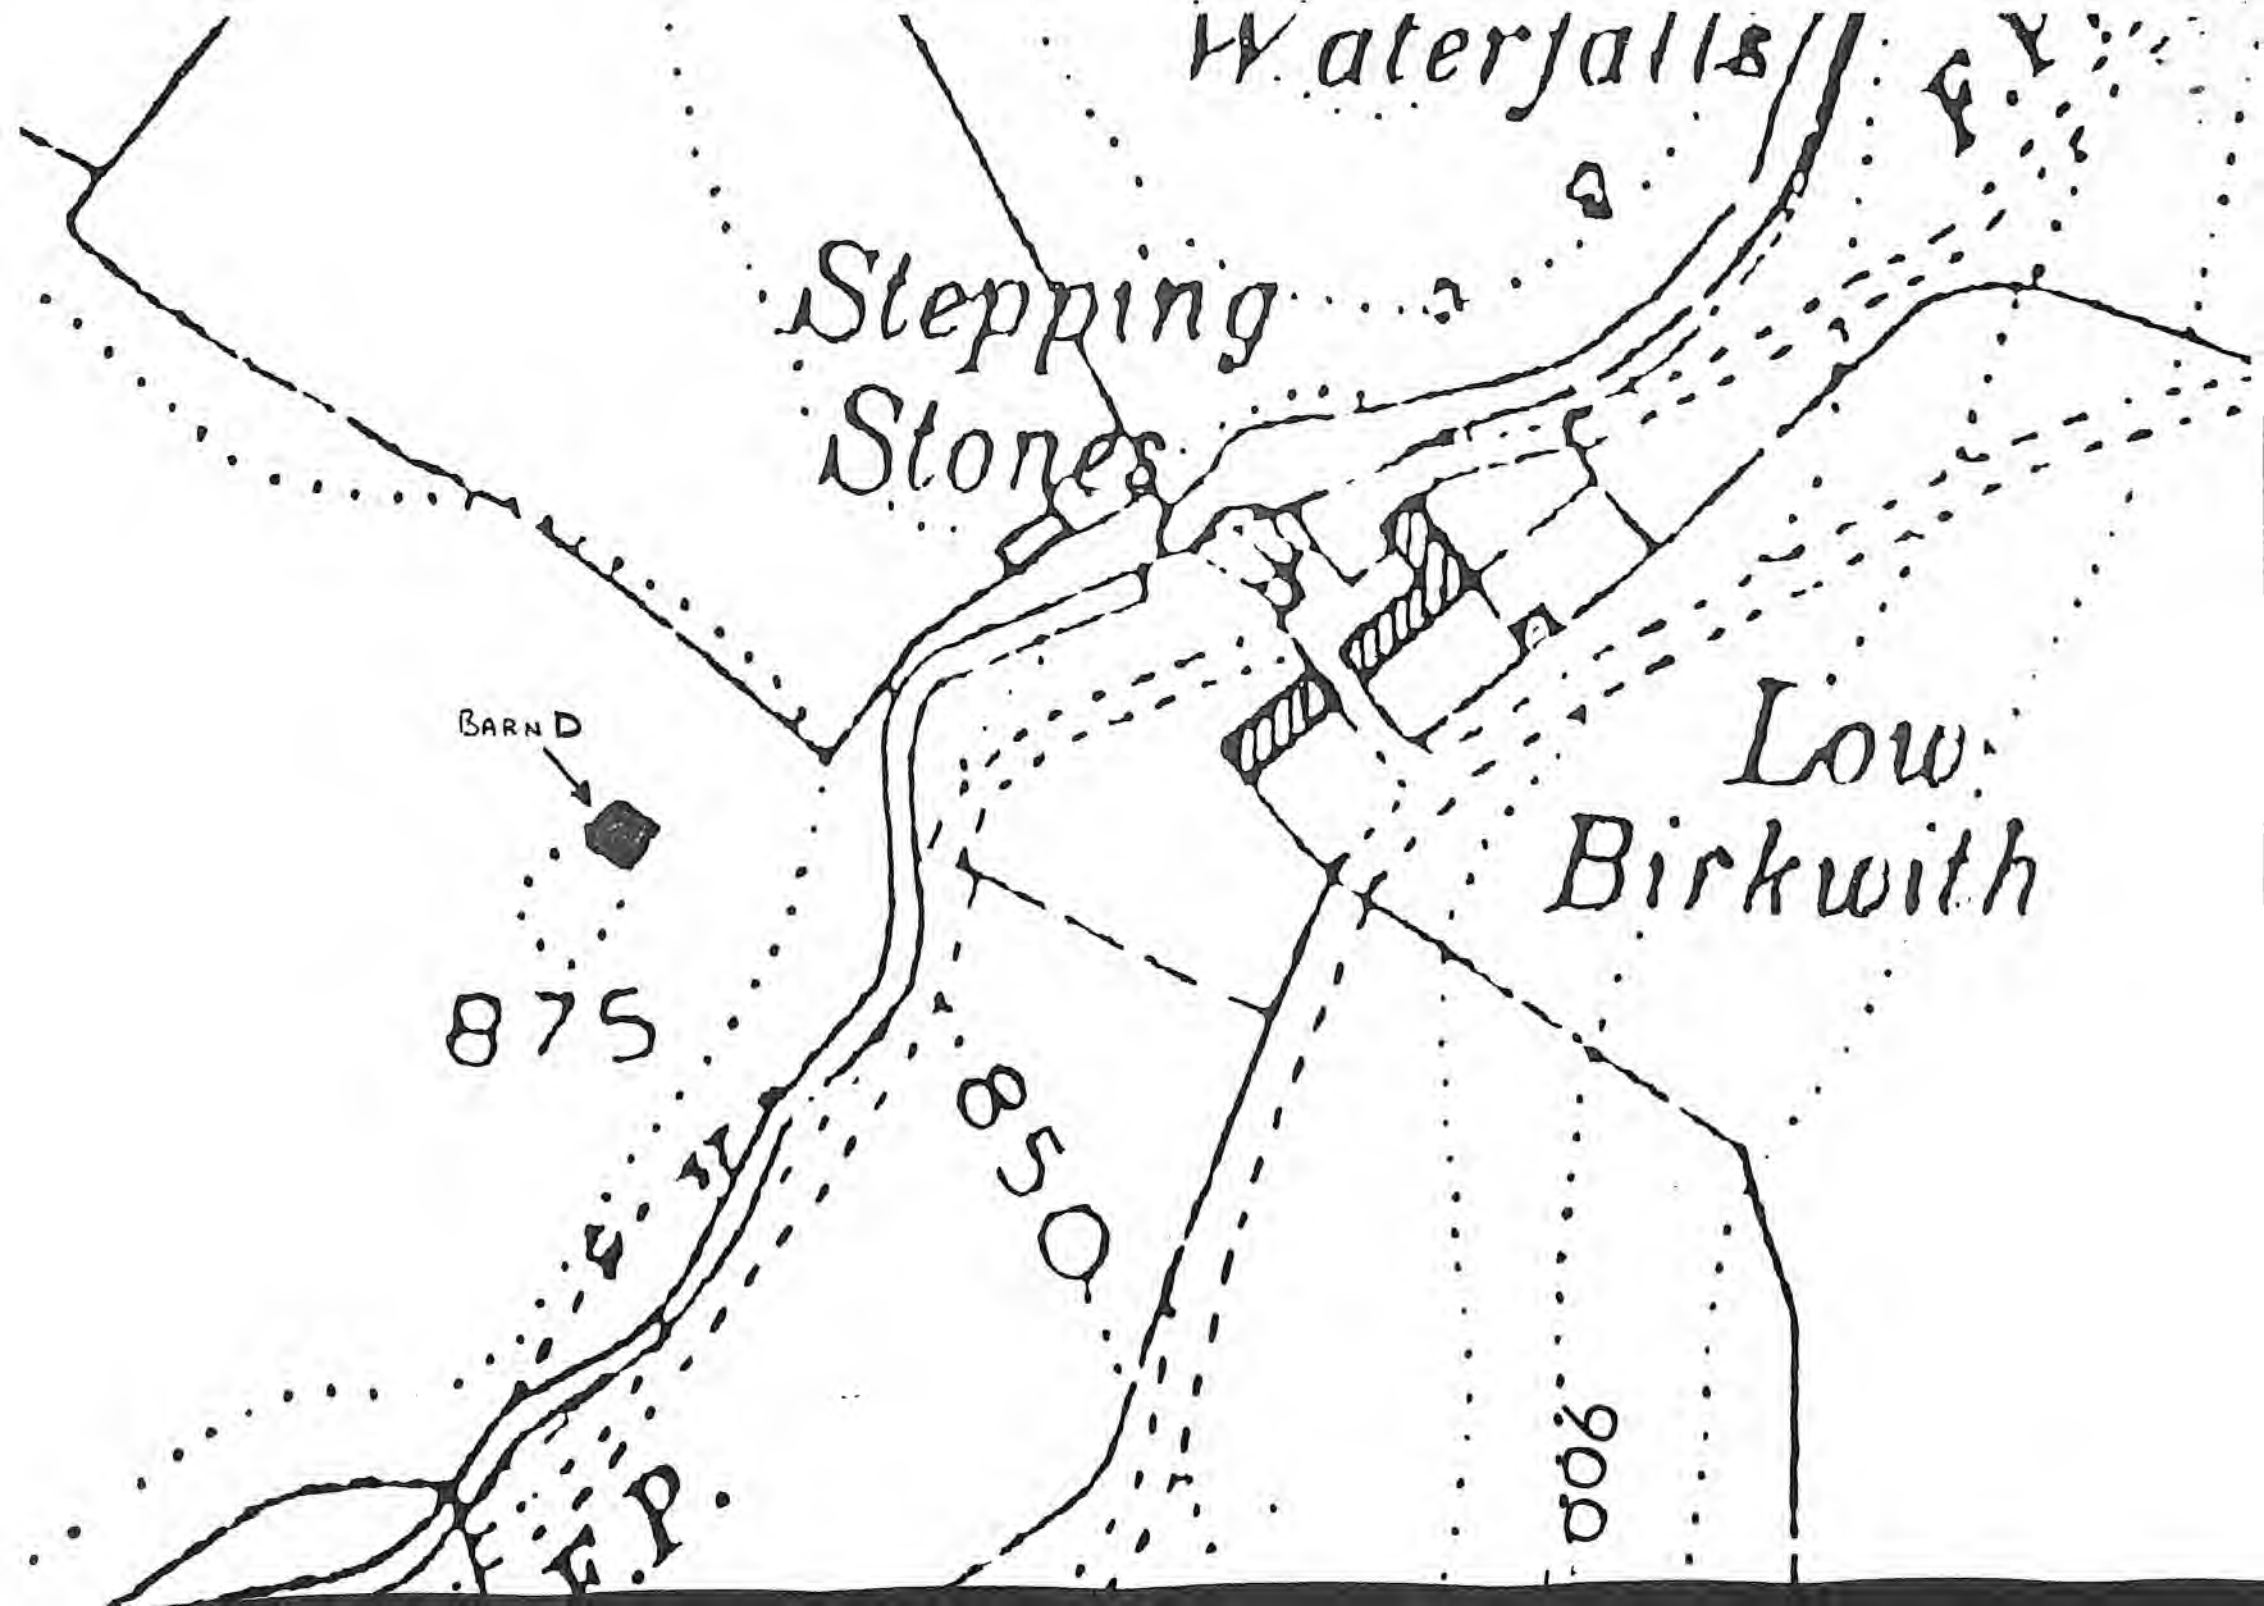 Waterfalls
Stepping
Stones
BARN D
Low
Birkwith
875
850
900
F.P.